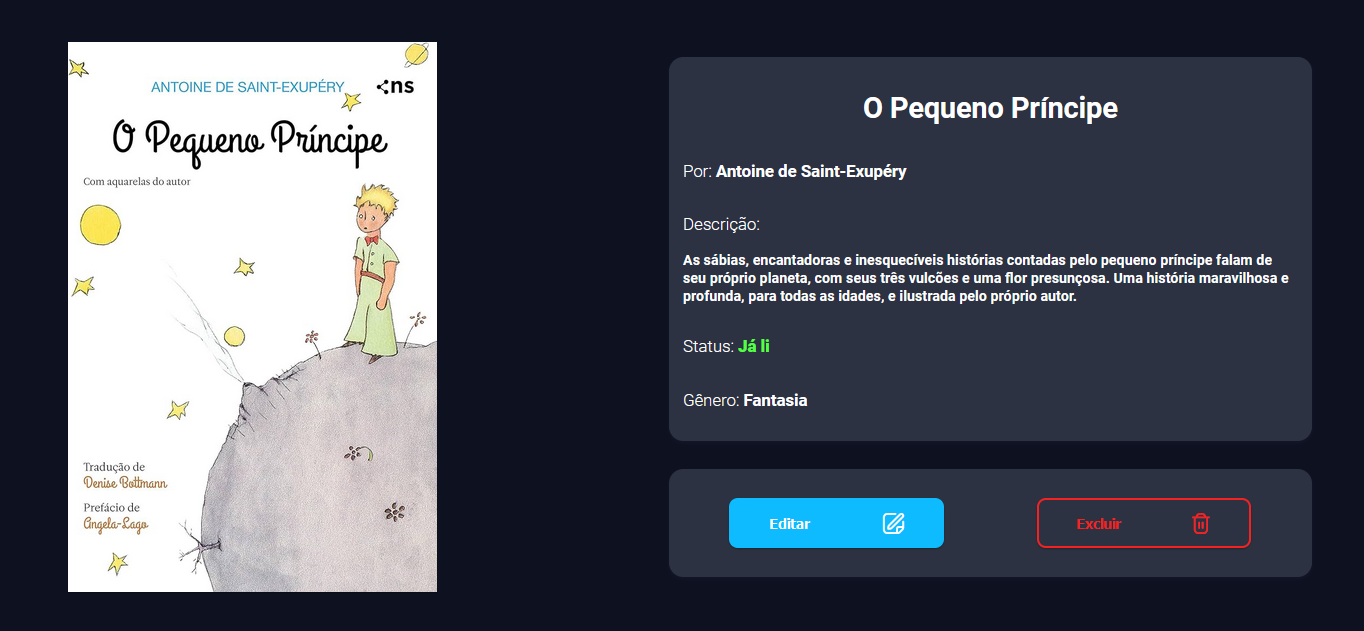 ANTOINE DE SAINT-EXUPÉRY
ns
O Pequeno Príncipe
Com aquarelas do autor
Tradução de
Denise Bottmann
Prefácio de
Angela-Lago
O Pequeno Príncipe
Por: Antoine de Saint-Exupéry
Descrição:
As sábias, encantadoras e inesquecíveis histórias contadas pelo pequeno príncipe falam de
seu próprio planeta, com seus três vulcões e uma flor presunçosa. Uma história maravilhosa e
profunda, para todas as idades, e ilustrada pelo próprio autor.
Status: Já li
Gênero: Fantasia
Editar
Excluir